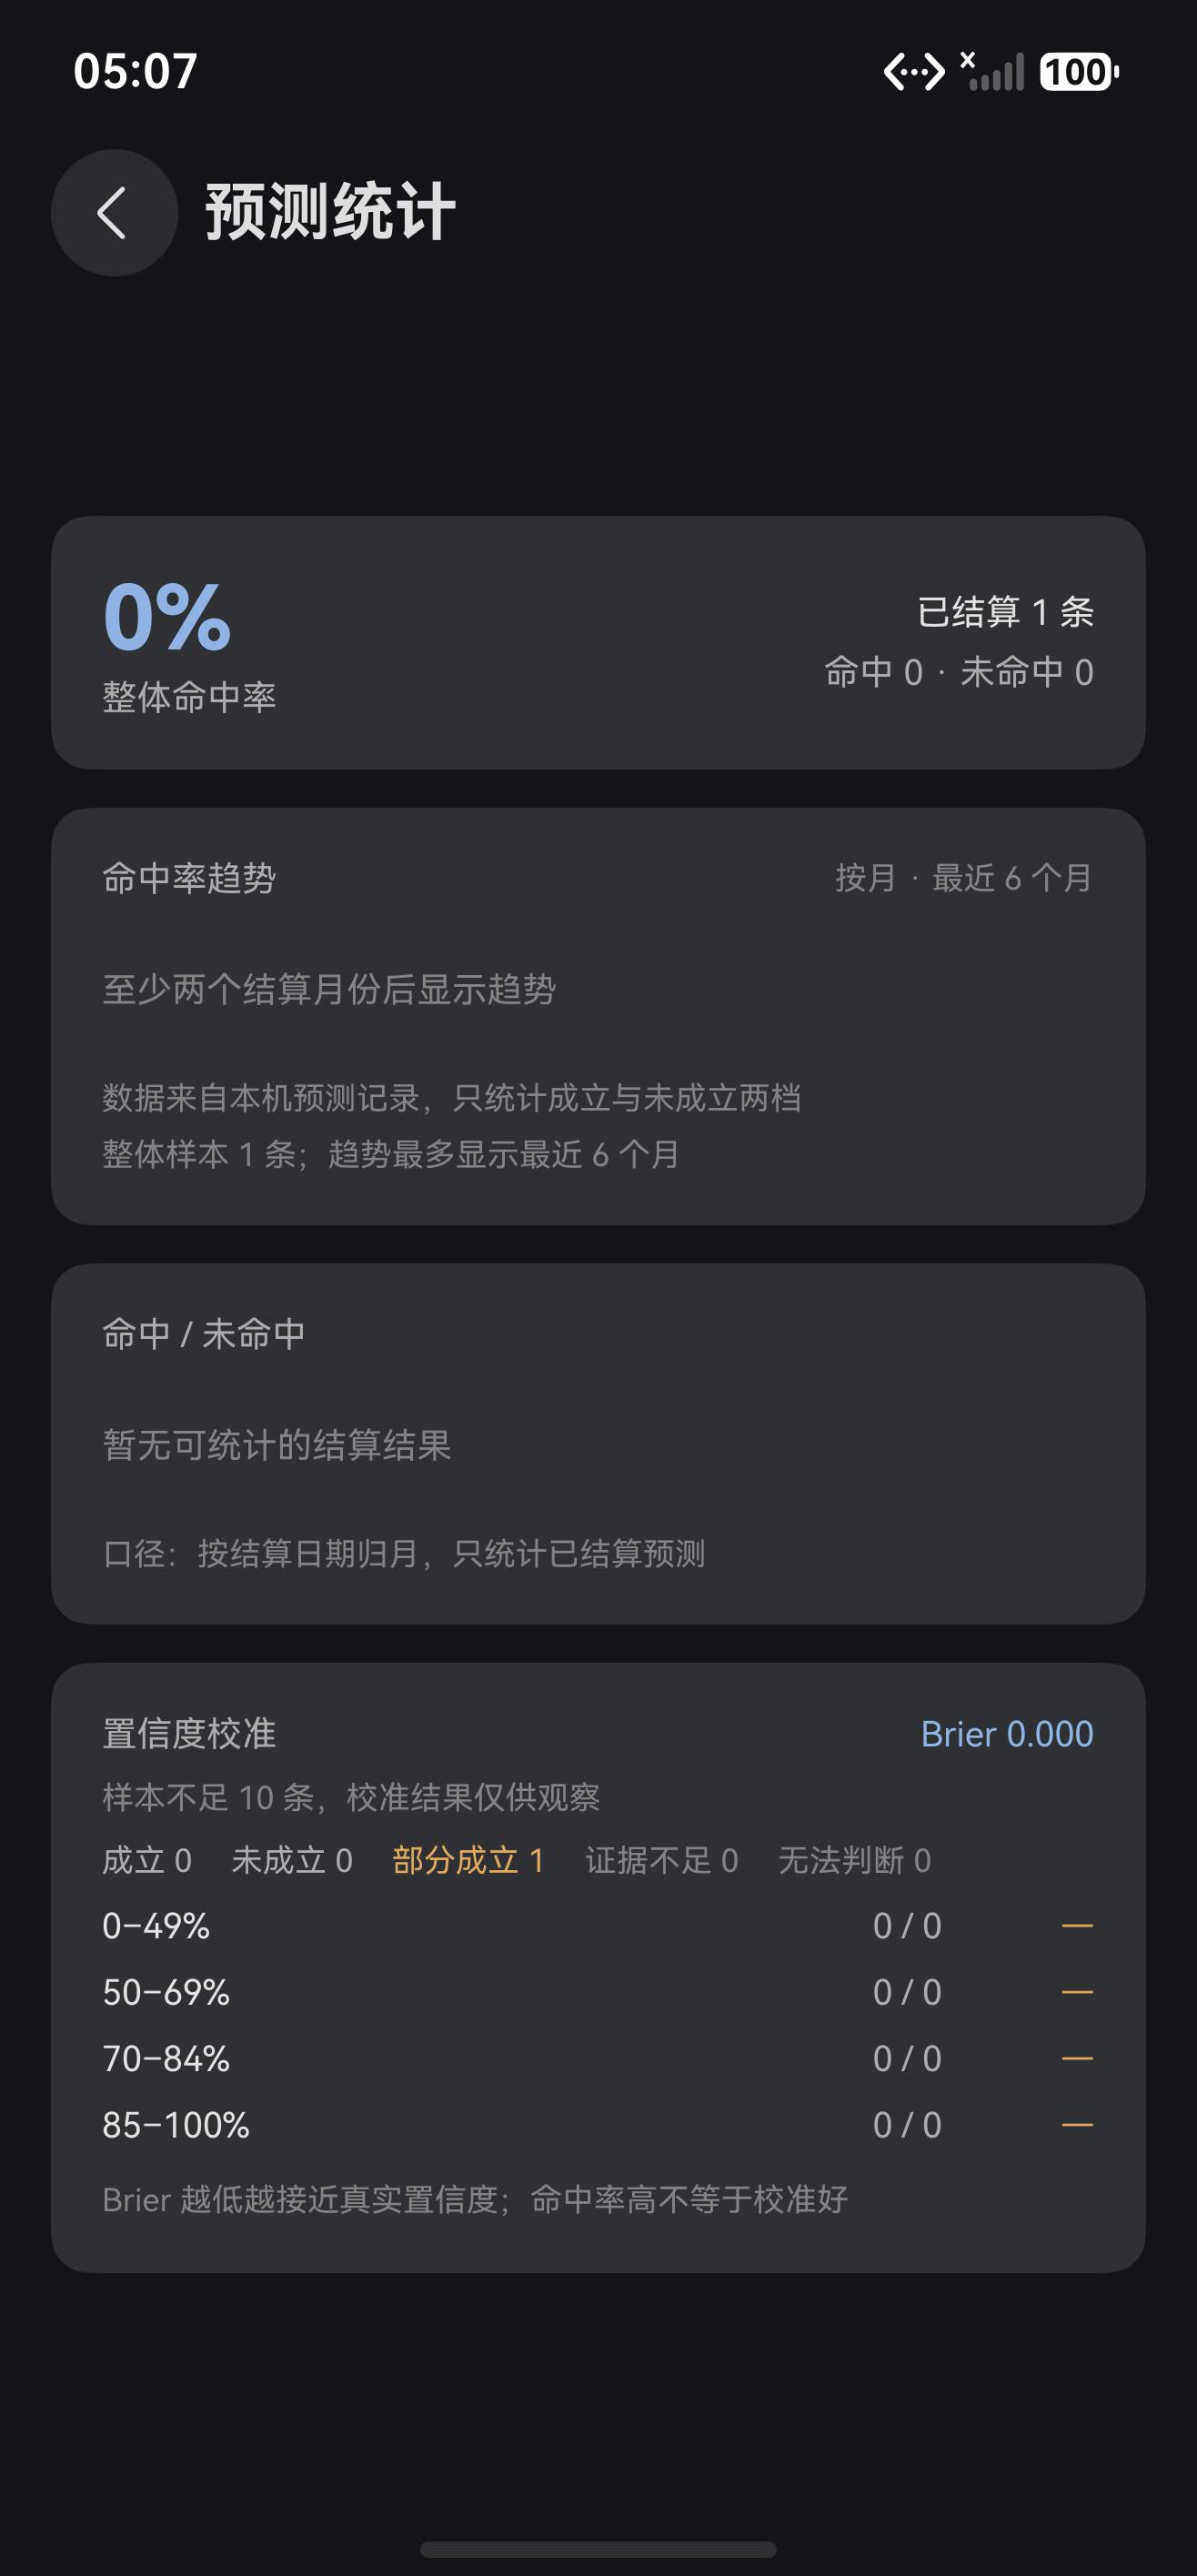 05:07
100
预测统计
0%
整体命中率
已结算 1 条
命中 0 · 未命中 0
命中率趋势
按月 · 最近 6 个月
至少两个结算月份后显示趋势
数据来自本机预测记录，只统计成立与未成立两档
整体样本 1 条；趋势最多显示最近 6 个月
命中 / 未命中
暂无可统计的结算结果
口径：按结算日期归月，只统计已结算预测
置信度校准
Brier 0.000
样本不足 10 条，校准结果仅供观察
成立 0 未成立 0 部分成立 1 证据不足 0 无法判断 0
0–49% 0 / 0 —
50–69% 0 / 0 —
70–84% 0 / 0 —
85–100% 0 / 0 —
Brier 越低越接近真实置信度；命中率高不等于校准好